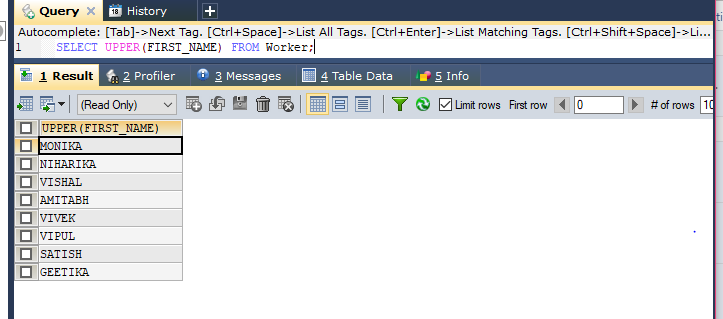 Query History
Autocomplete: [Tab]->Next Tag. [Ctrl+Space]->List All Tags. [Ctrl+Enter]->List Matching Tags. [Ctrl+Shift+Space]->Li...
1 SELECT UPPER(FIRST_NAME) FROM Worker;
1 Result 2 Profiler 3 Messages 4 Table Data 5 Info
(Read Only) Limit rows First row 0 # of rows 10
UPPER(FIRST_NAME)
MONIKA
NIHARIKA
VISHAL
AMITABH
VIVEK
VIPUL
SATISH
GEETIKA